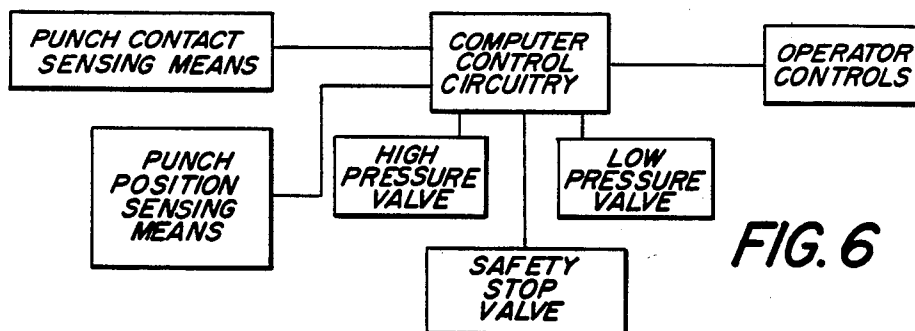 PUNCH CONTACT
SENSING MEANS
COMPUTER
CONTROL
CIRCUITRY
OPERATOR
CONTROLS
PUNCH
POSITION
SENSING
MEANS
HIGH
PRESSURE
VALVE
LOW
PRESSURE
VALVE
SAFETY
STOP
VALVE
FIG. 6